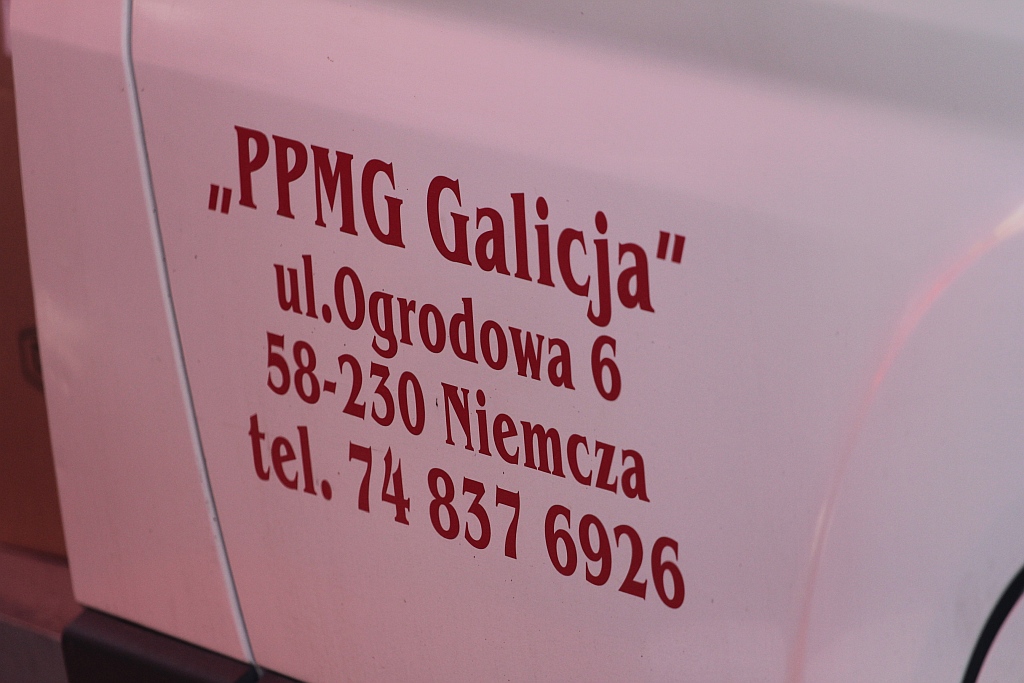 „PPMG Galicja"
ul.Ogrodowa 6
58-230 Niemcza
tel. 74 837 6926